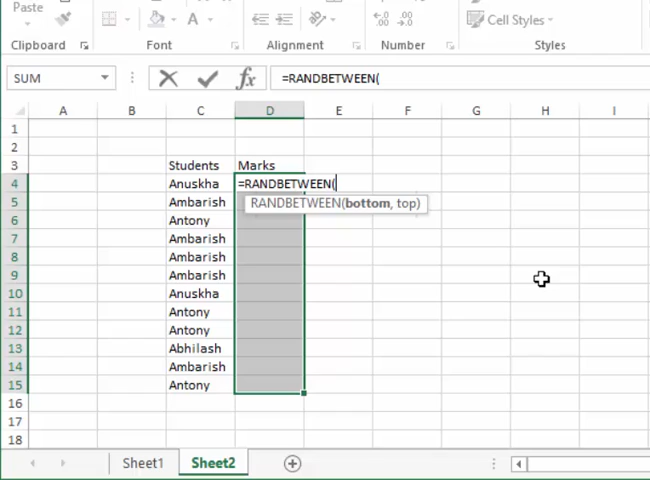 Paste
A
Cell Styles
Clipboard
Font
Alignment
Number
Styles
SUM
fx
=RANDBETWEEN(
A B C D E F G H I
1
2
3 Students Marks
4 Anuskha =RANDBETWEEN(
5 Ambarish RANDBETWEEN(bottom, top)
6 Antony
7 Ambarish
8 Ambarish
9 Ambarish
10 Anuskha
11 Antony
12 Antony
13 Abhilash
14 Ambarish
15 Antony
16
17
18
Sheet1 Sheet2